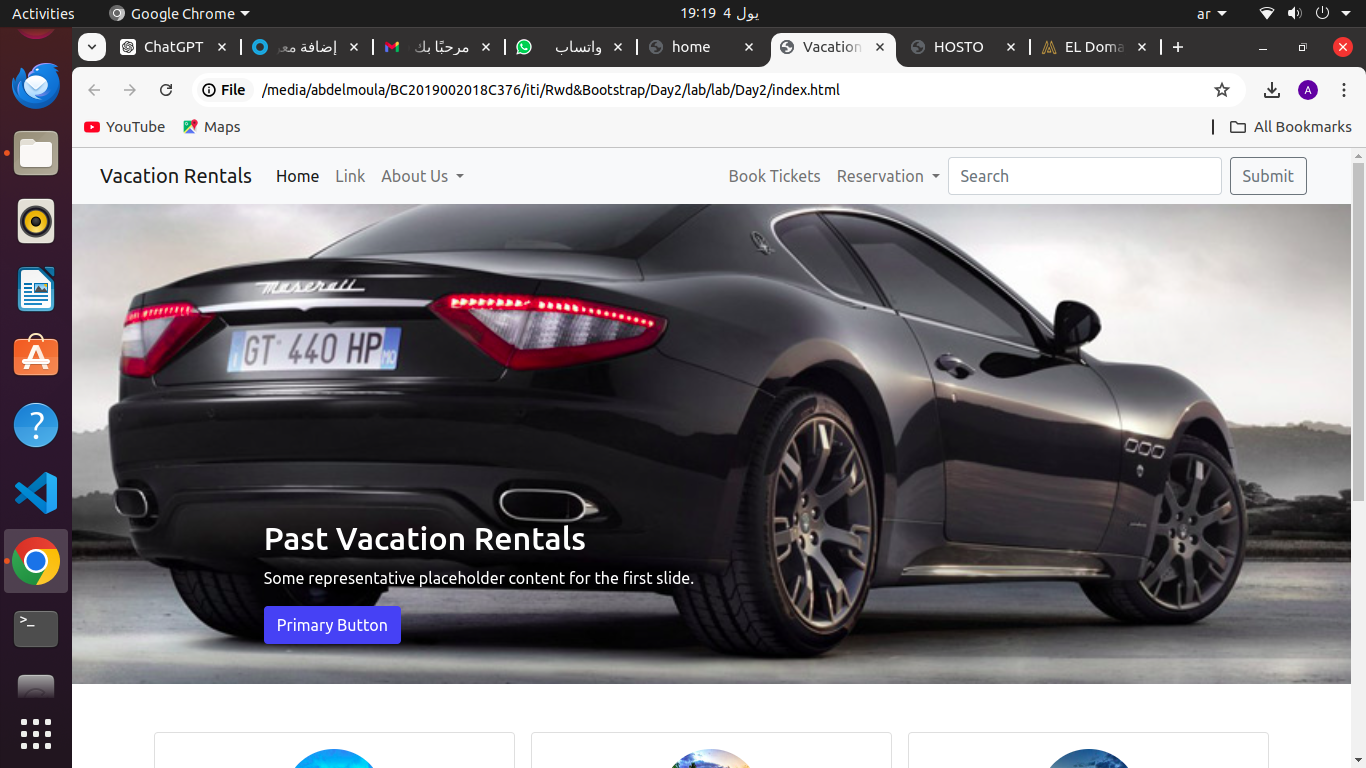 Activities
Google Chrome
يول 4  19:19
ar
ChatGPT
إضافة معر
مرحبًا بك
واتساب
home
Vacation
HOSTO
EL Doma
File
/media/abdelmoula/BC2019002018C376/iti/Rwd&Bootstrap/Day2/lab/lab/Day2/index.html
A
YouTube
Maps
All Bookmarks
Vacation Rentals
Home
Link
About Us
Book Tickets
Reservation
Search
Submit
Maserati
GT 440 HP
MO
Past Vacation Rentals
Some representative placeholder content for the first slide.
Primary Button